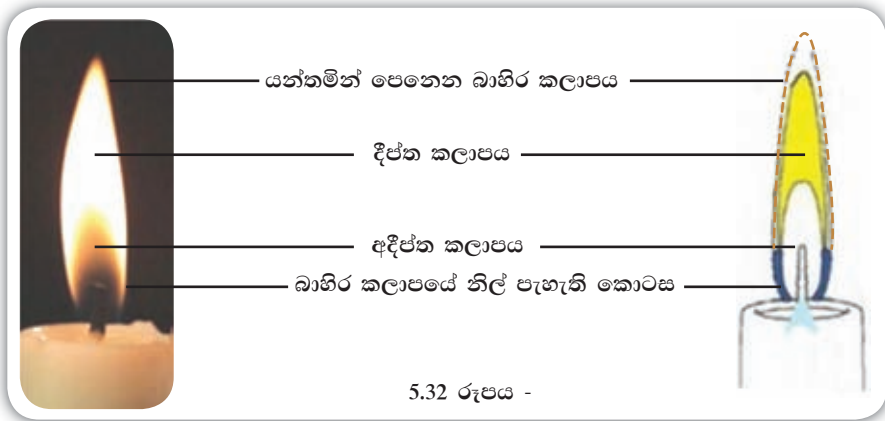 යන්තමින් පෙනෙන බාහිර කලාපය
දීප්ත කලාපය
අදීප්ත කලාපය
බාහිර කලාපයේ නිල් පැහැති කොටස
5.32 රූපය -